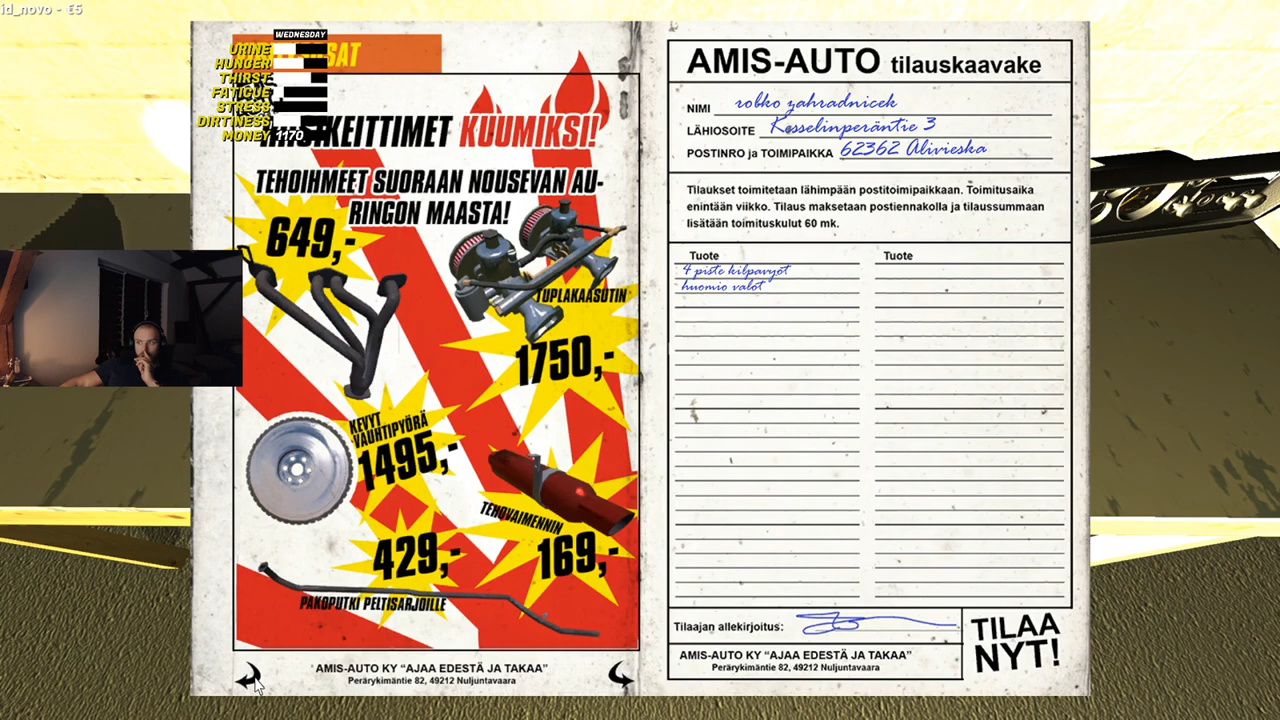 id_novo - €5
WEDNESDAY
URINE
HUNGER
THIRST
FATIGUE
STRESS
DIRTINESS
MONEY 1170
KUUMIKSI!
TEHOIHMEET SUORAAN NOUSEVAN AU-
RINGON MAASTA!
649,-
TUPLAKAASUTIN
1750,-
KEVYT
VAUHTIPYÖRÄ
1495,-
TEHOVAIMENNIN
169,-
429,-
PAKOPUTKI PELTISARJOILLE
AMIS-AUTO KY “AJAA EDESTÄ JA TAKAA”
Perärykimäntie 82, 49212 Nuljuntavaara
AMIS-AUTO tilauskaavake
NIMI robko zahradnicek
LÄHIOSOITE Kesselinperäntie 3
POSTINRO ja TOIMIPAIKKA 62362 Alivieska
Tilaukset toimitetaan lähimpään postitoimipaikkaan. Toimitusaika
enintään viikko. Tilaus maksetaan postiennakolla ja tilaussummaan
lisätään toimituskulut 60 mk.
Tuote Tuote
4 piste kilpavyöt
huomio valot
Tilaajan allekirjoitus:
TILAA
NYT!
AMIS-AUTO KY “AJAA EDESTÄ JA TAKAA”
Perärykimäntie 82, 49212 Nuljuntavaara